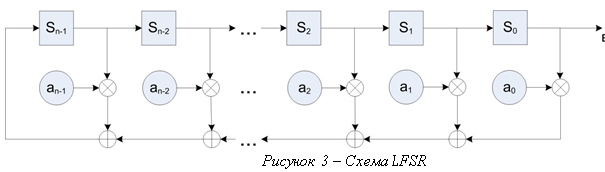 Sn-1 Sn-2 ... S2 S1 S0
an-1 an-2 ... a2 a1 a0
...
Рисунок 3 – Схема LFSR